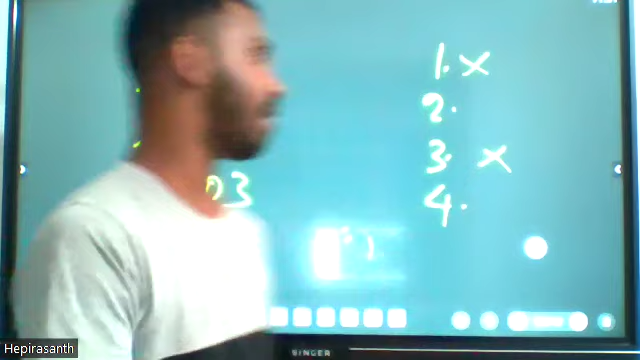 1. ×
2.
3. ×
03
4.
Hepirasanth
SINGER